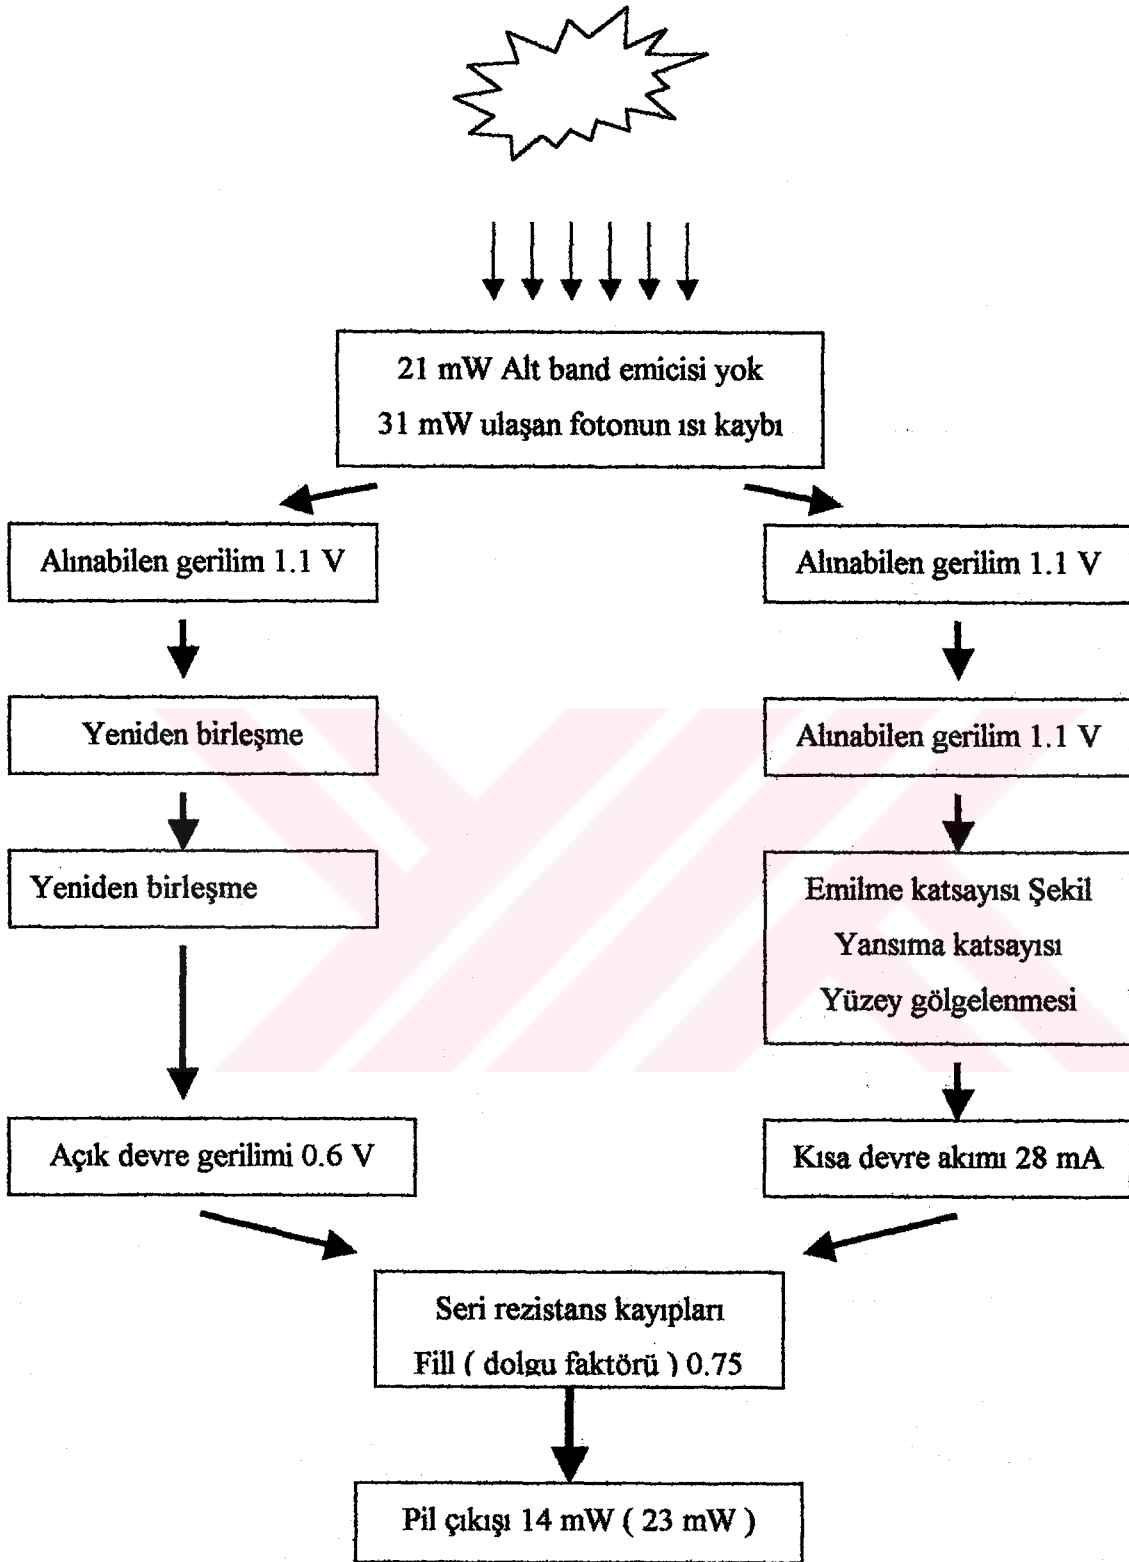 21 mW Alt band emicisi yok
31 mW ulaşan fotonun ısı kaybı
Alınabilen gerilim 1.1 V
Alınabilen gerilim 1.1 V
Yeniden birleşme
Alınabilen gerilim 1.1 V
Yeniden birleşme
Emilme katsayısı Şekil
Yansıma katsayısı
Yüzey gölgelenmesi
Açık devre gerilimi 0.6 V
Kısa devre akımı 28 mA
Seri rezistans kayıpları
Fill ( dolgu faktörü ) 0.75
Pil çıkışı 14 mW ( 23 mW )